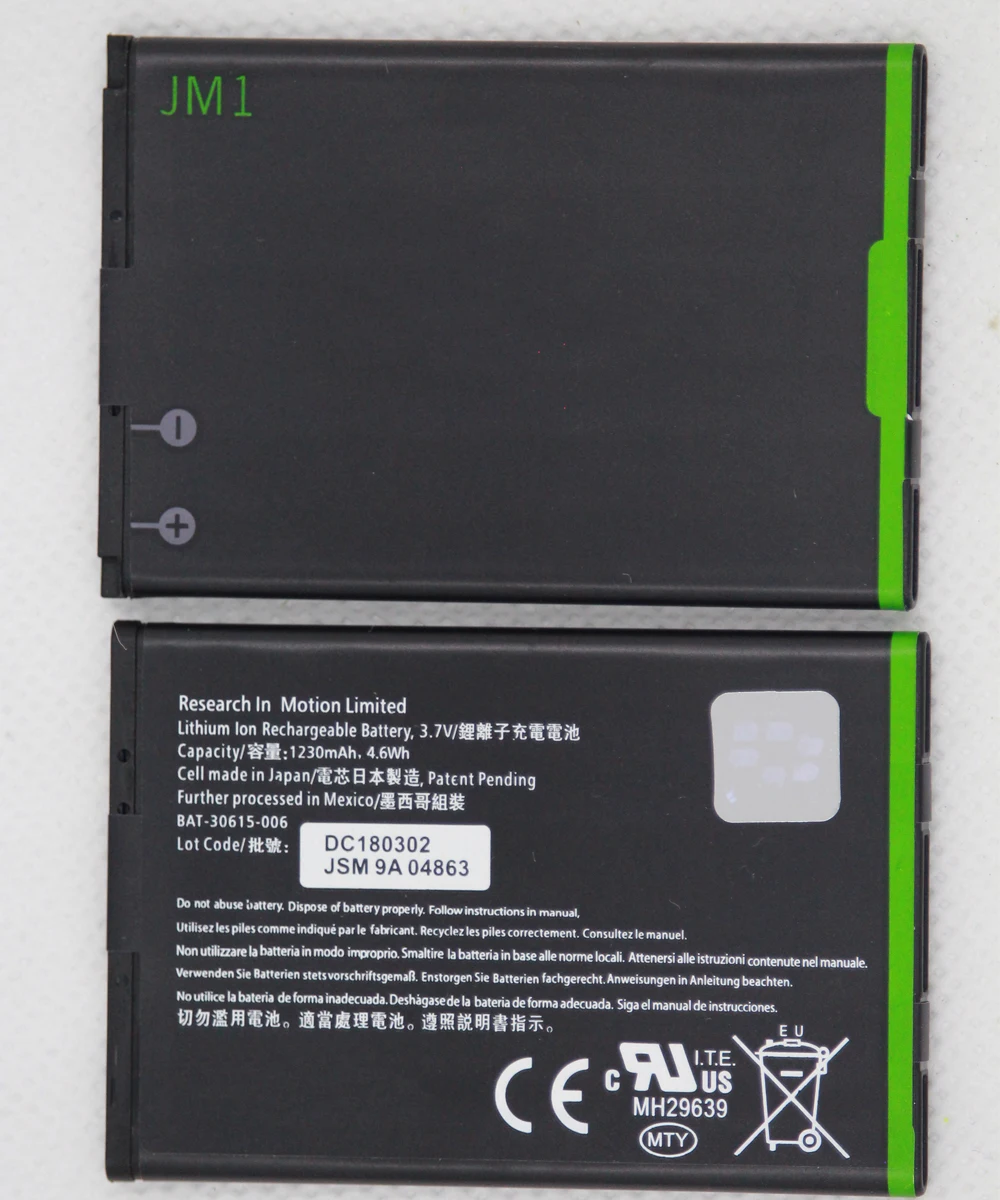 JM1
Research In Motion Limited
Lithium Ion Rechargeable Battery, 3.7V/鋰離子充電電池
Capacity/容量:1230mAh, 4.6Wh
Cell made in Japan/電芯日本製造, Patent Pending
Further processed in Mexico/墨西哥組裝
BAT-30615-006
Lot Code/批號:
DC180302
JSM 9A 04863
Do not abuse battery. Dispose of battery properly. Follow instructions in manual,
Utilisez les piles comme indiqué par le fabricant. Recyclez les piles correctement. Consultez le manuel.
Non utilizzare la batteria in modo improprio. Smaltire la batteria in base alle norme locali. Attenersi alle istruzioni contenute nel manuale.
Verwenden Sie Batterien stets vorschriftsgemaß. Enstorgen Sie Batterien fachgerecht. Anweisungen in Anleitung beachten.
No utilice la bateria de forma inadecuada. Deshàgase de la bateria de forma adecuada. Siga el manual de instrucciones.
切勿濫用電池。適當處理電池。遵照説明書指示。
EU
CE
c RU US I.T.E.
MH29639
MTY